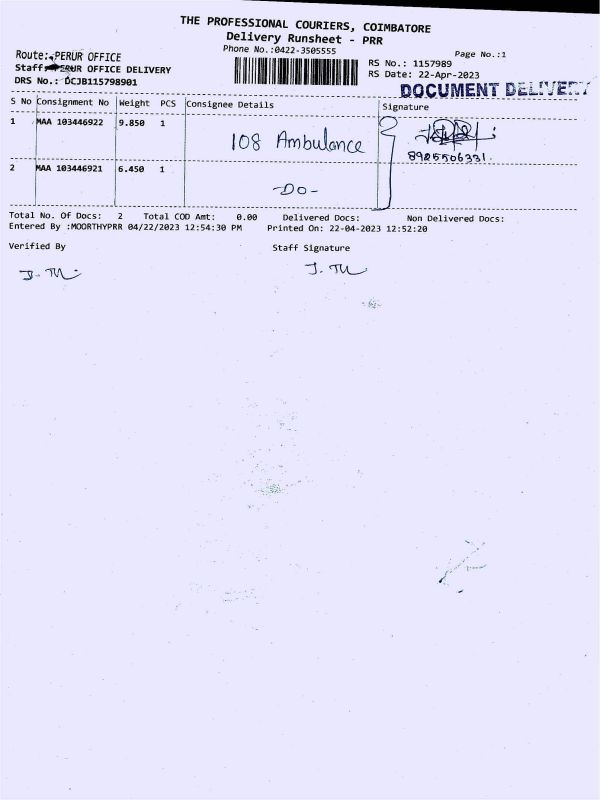 THE PROFESSIONAL COURIERS, COIMBATORE
Delivery Runsheet - PRR
Phone No.:0422-3505555
Page No.:1
Route: PERUR OFFICE
Staff: PERUR OFFICE DELIVERY
DRS No.: DCJB115798901
RS No.: 1157989
RS Date: 22-Apr-2023
DOCUMENT DELIVERY
S No Consignment No Weight PCS Consignee Details Signature
1 MAA 103446922 9.850 1 108 Ambulance
8925506331.
2 MAA 103446921 6.450 1 -DO-
Total No. Of Docs: 2 Total COD Amt: 0.00 Delivered Docs: Non Delivered Docs:
Entered By :MOORTHYPRR 04/22/2023 12:54:30 PM Printed On: 22-04-2023 12:52:20
Verified By Staff Signature